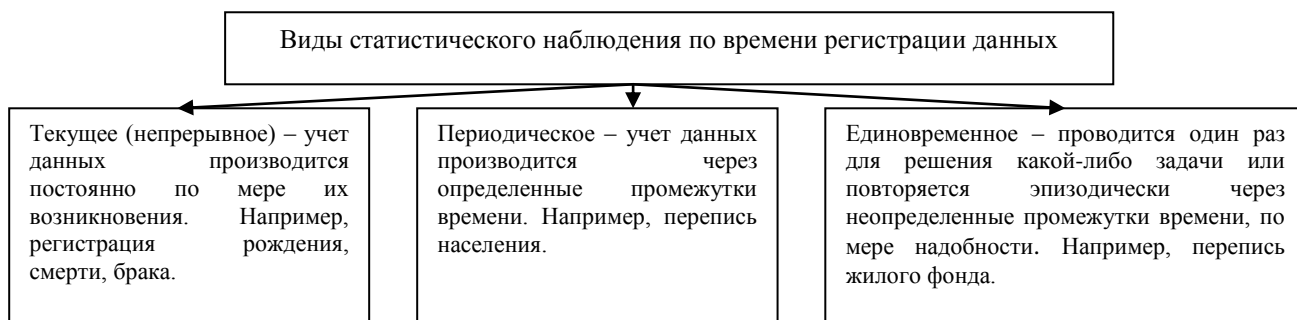 Виды статистического наблюдения по времени регистрации данных
Текущее (непрерывное) – учет
данных производится
постоянно по мере их
возникновения. Например,
регистрация рождения,
смерти, брака.
Периодическое – учет данных
производится через
определенные промежутки
времени. Например, перепись
населения.
Единовременное – проводится один раз
для решения какой-либо задачи или
повторяется эпизодически через
неопределенные промежутки времени, по
мере надобности. Например, перепись
жилого фонда.